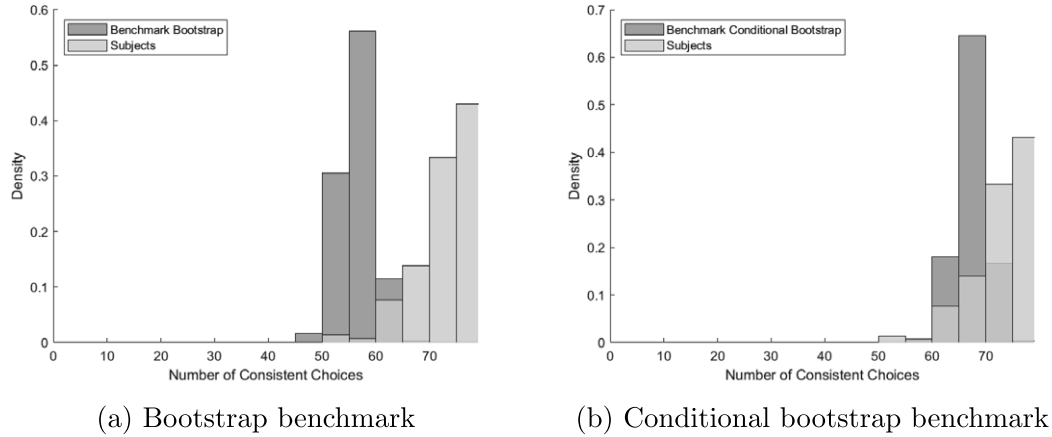 0.6
0.5
0.4
0.3
0.2
0.1
0
Density
Benchmark Bootstrap
Subjects
0 10 20 30 40 50 60 70
Number of Consistent Choices
(a) Bootstrap benchmark
0.7
0.6
0.5
0.4
0.3
0.2
0.1
0
Density
Benchmark Conditional Bootstrap
Subjects
0 10 20 30 40 50 60 70
Number of Consistent Choices
(b) Conditional bootstrap benchmark